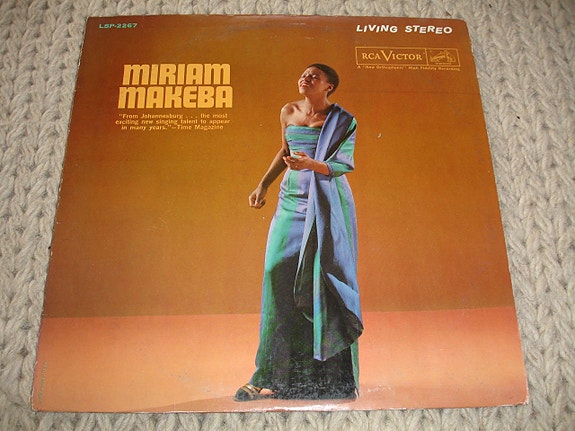 LSP-2267
LIVING STEREO
RCA VICTOR
A "New Orthophonic" High Fidelity Recording
MIRIAM
MAKEBA
"From Johannesburg . . . the most
exciting new singing talent to appear
in many years."—Time Magazine